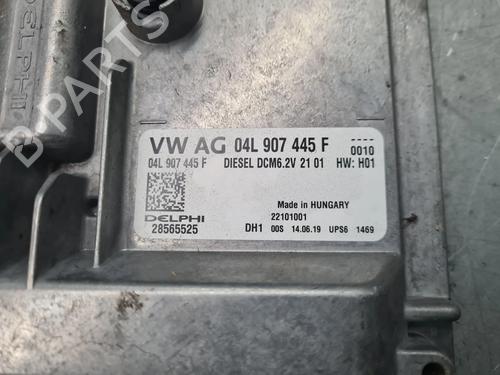 DELPHI
VW AG 04L 907 445 F 0010
04L 907 445 F DIESEL DCM6.2V 21 01 HW: H01
Made in HUNGARY
DELPHI 22101001
28565525 DH1 00S 14.06.19 UPS6 1469